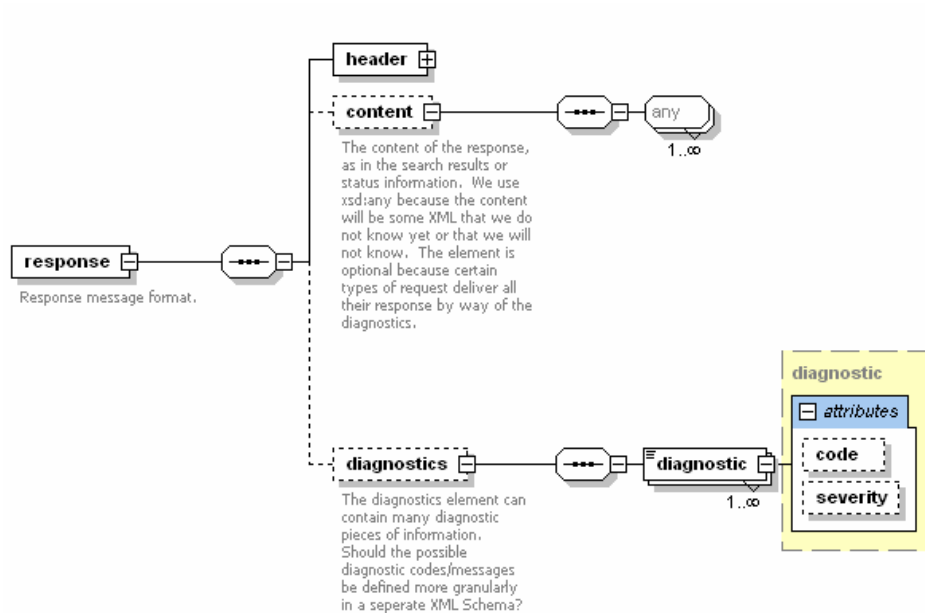 header
content
any
1..∞
The content of the response,
as in the search results or
status information.  We use
xsd:any because the content
will be some XML that we do
not know yet or that we will
not know.  The element is
optional because certain
types of request deliver all
their response by way of the
diagnostics.
response
Response message format.
diagnostic
attributes
code
severity
diagnostics
diagnostic
1..∞
The diagnostics element can
contain many diagnostic
pieces of information.
Should the possible
diagnostic codes/messages
be defined more granularly
in a seperate XML Schema?